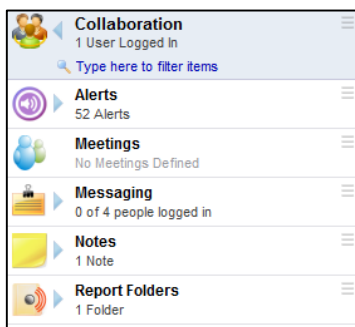 Collaboration
1 User Logged In
Type here to filter items
Alerts
52 Alerts
Meetings
No Meetings Defined
Messaging
0 of 4 people logged in
Notes
1 Note
Report Folders
1 Folder